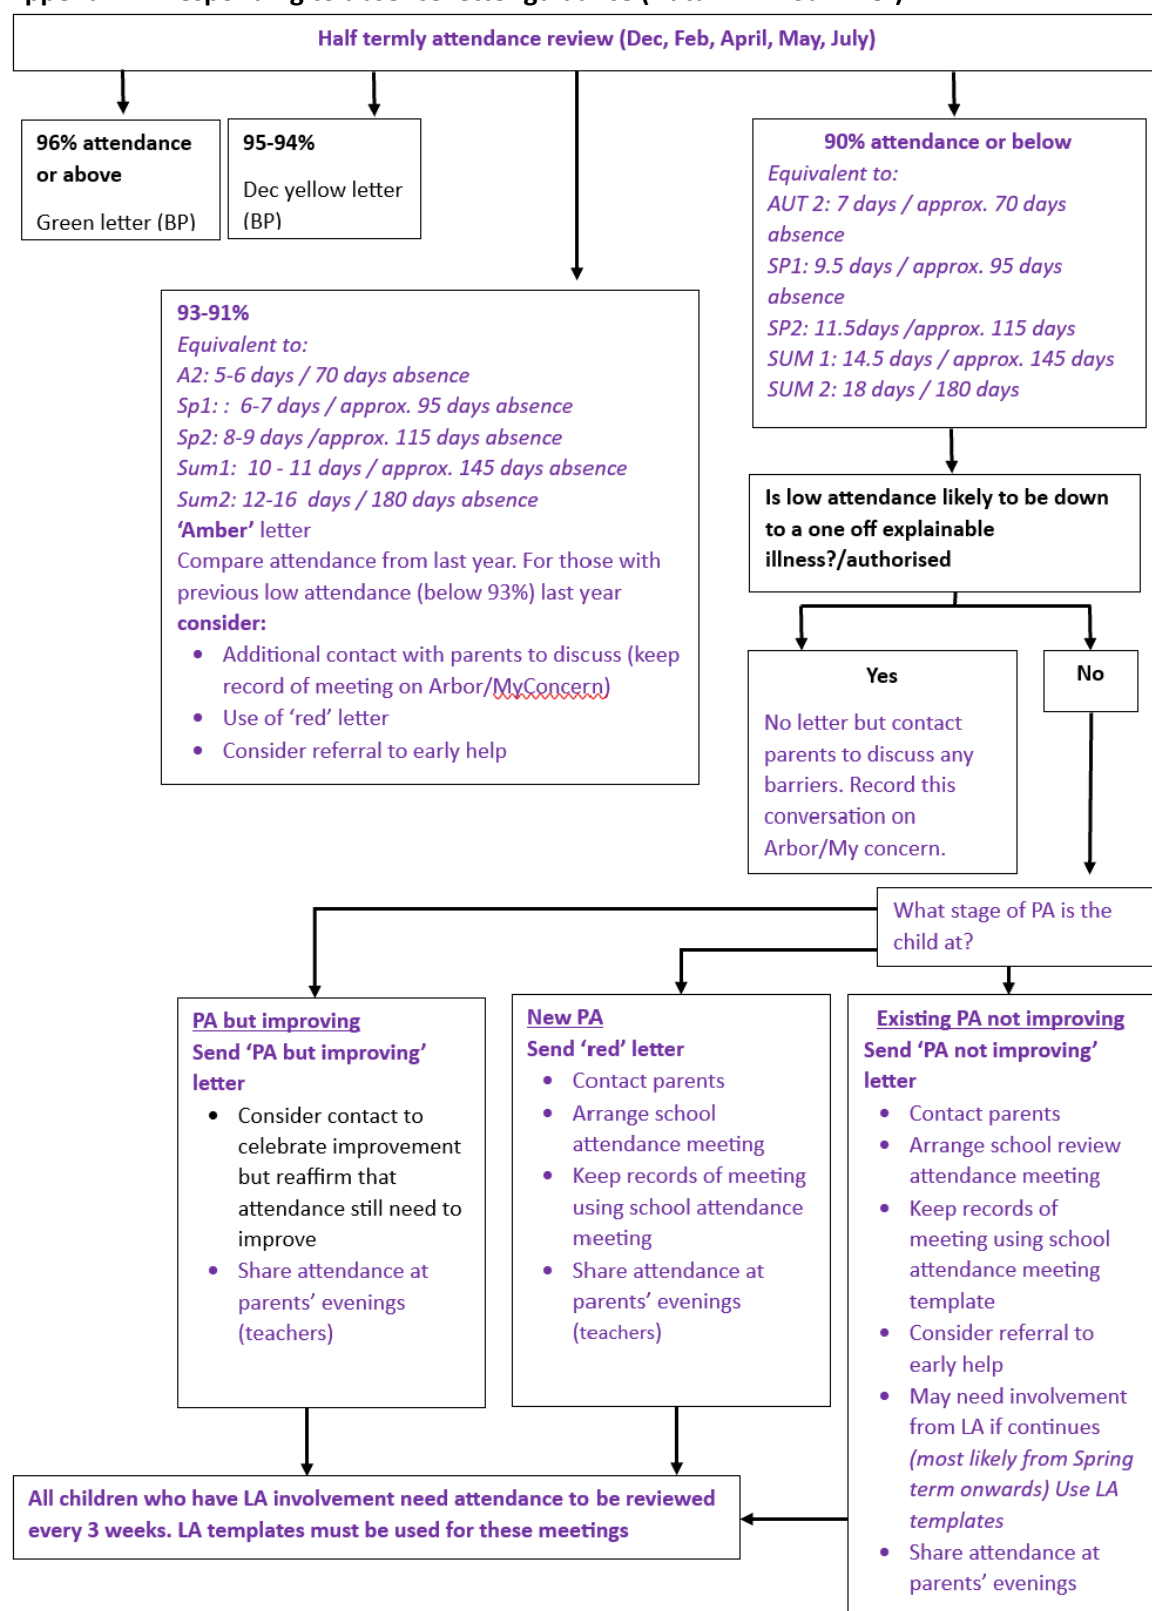 Half termly attendance review (Dec, Feb, April, May, July)
96% attendance
or above
Green letter (BP)
95-94%
Dec yellow letter
(BP)
90% attendance or below
Equivalent to:
AUT 2: 7 days / approx. 70 days
absence
SP1: 9.5 days / approx. 95 days
absence
SP2: 11.5days /approx. 115 days
SUM 1: 14.5 days / approx. 145 days
SUM 2: 18 days / 180 days
93-91%
Equivalent to:
A2: 5-6 days / 70 days absence
Sp1: :  6-7 days / approx. 95 days absence
Sp2: 8-9 days /approx. 115 days absence
Sum1:  10 - 11 days / approx. 145 days absence
Sum2: 12-16  days / 180 days absence
‘Amber’ letter
Compare attendance from last year. For those with
previous low attendance (below 93%) last year
consider:
• Additional contact with parents to discuss (keep
record of meeting on Arbor/MyConcern)
• Use of ‘red’ letter
• Consider referral to early help
Is low attendance likely to be down
to a one off explainable
illness?/authorised
Yes
No letter but contact
parents to discuss any
barriers. Record this
conversation on
Arbor/My concern.
No
What stage of PA is the
child at?
PA but improving
Send ‘PA but improving’
letter
• Consider contact to
celebrate improvement
but reaffirm that
attendance still need to
improve
• Share attendance at
parents’ evenings
(teachers)
New PA
Send ‘red’ letter
• Contact parents
• Arrange school
attendance meeting
• Keep records of meeting
using school attendance
meeting
• Share attendance at
parents’ evenings
(teachers)
Existing PA not improving
Send ‘PA not improving’
letter
• Contact parents
• Arrange school review
attendance meeting
• Keep records of
meeting using school
attendance meeting
template
• Consider referral to
early help
• May need involvement
from LA if continues
(most likely from Spring
term onwards) Use LA
templates
• Share attendance at
parents’ evenings
All children who have LA involvement need attendance to be reviewed
every 3 weeks. LA templates must be used for these meetings